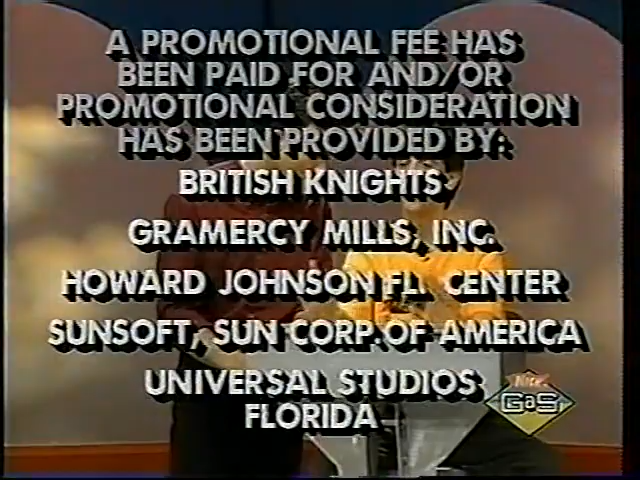 A PROMOTIONAL FEE HAS
BEEN PAID FOR AND/OR
PROMOTIONAL CONSIDERATION
HAS BEEN PROVIDED BY:
BRITISH KNIGHTS
GRAMERCY MILLS, INC.
HOWARD JOHNSON FL. CENTER
SUNSOFT, SUN CORP. OF AMERICA
UNIVERSAL STUDIOS
FLORIDA
Nick
GaS